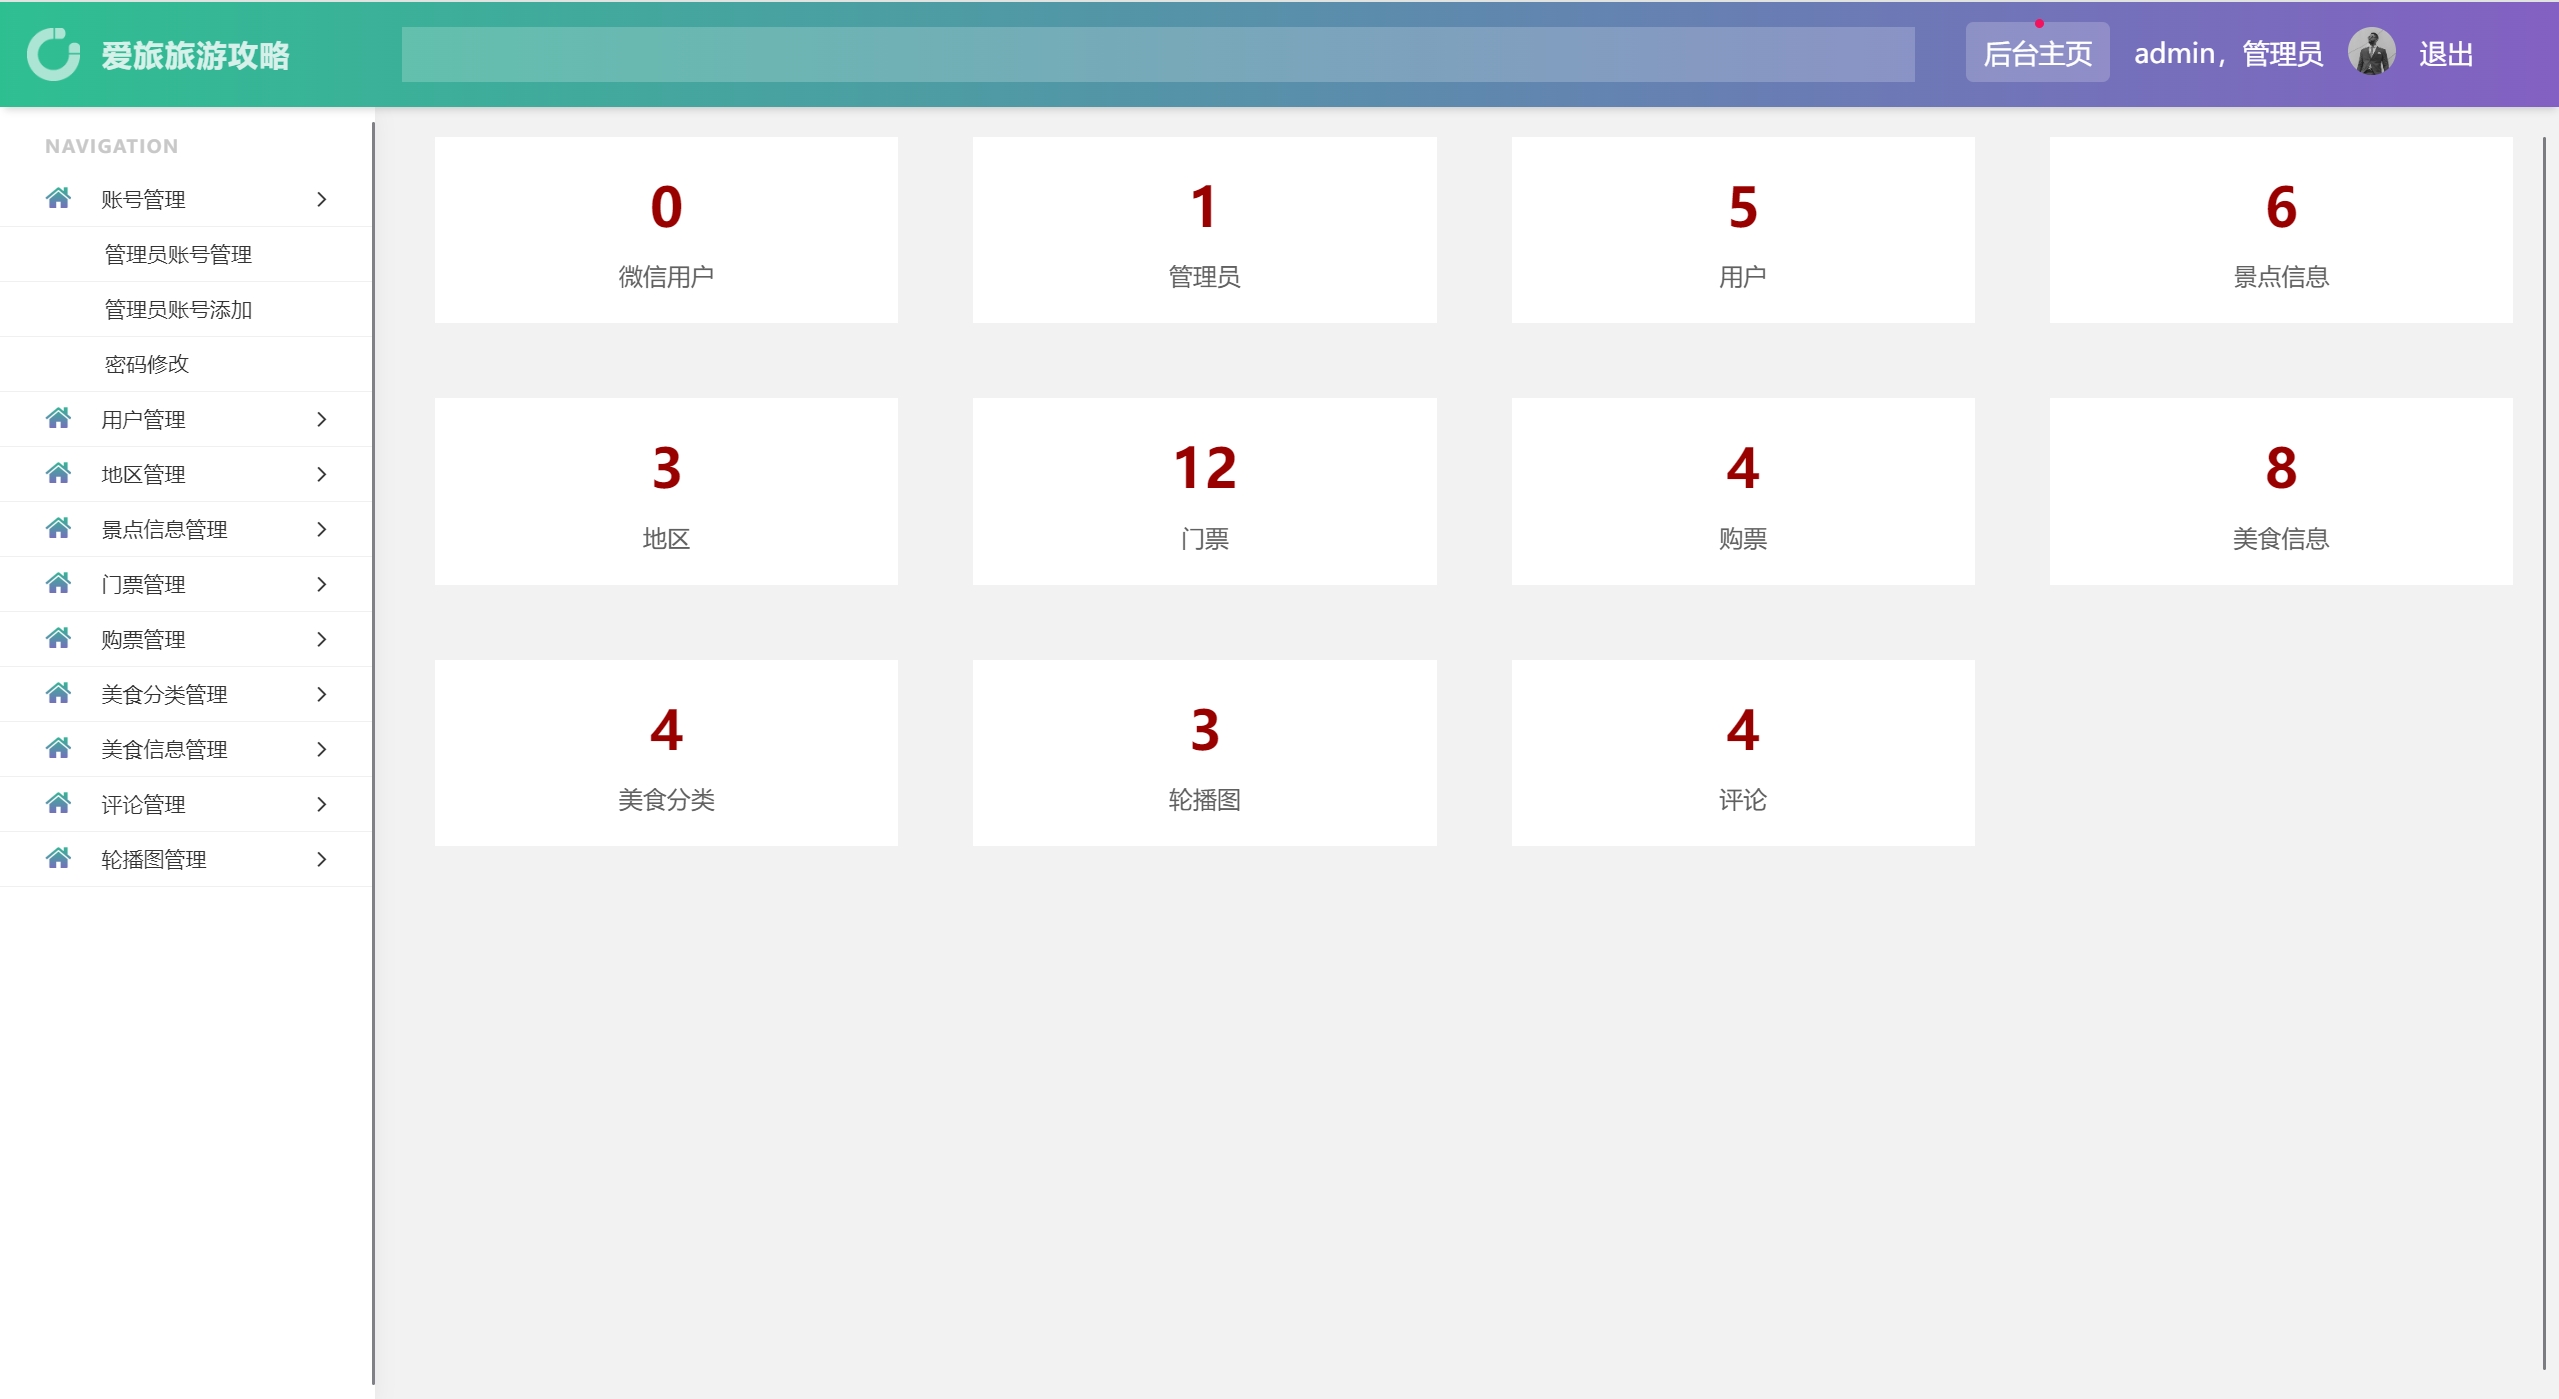 爱旅旅游攻略
后台主页
admin，管理员
退出
NAVIGATION
账号管理
管理员账号管理
管理员账号添加
密码修改
用户管理
地区管理
景点信息管理
门票管理
购票管理
美食分类管理
美食信息管理
评论管理
轮播图管理
0
微信用户
1
管理员
5
用户
6
景点信息
3
地区
12
门票
4
购票
8
美食信息
4
美食分类
3
轮播图
4
评论